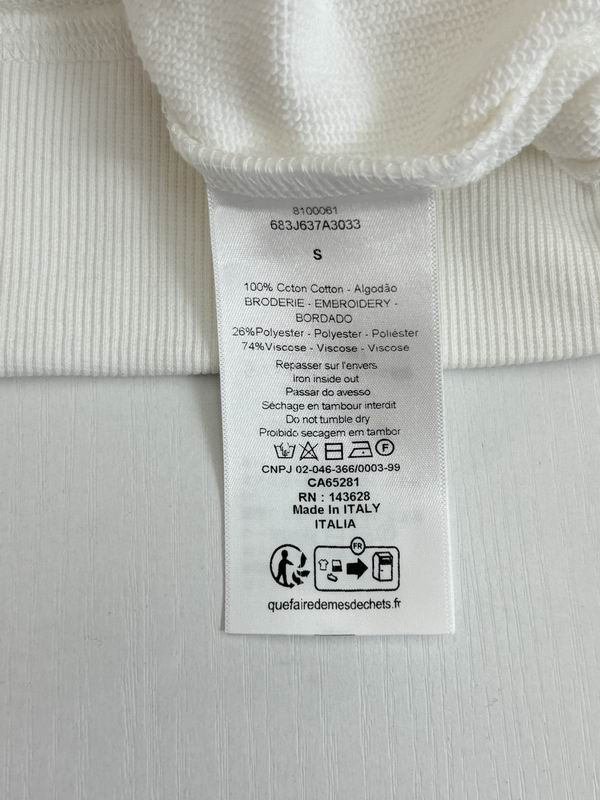 8100061
683J637A3033
S
100% Coton Cotton - Algodão
BRODERIE - EMBROIDERY -
BORDADO
26%Polyester - Polyester - Poliéster
74%Viscose - Viscose - Viscose
Repasser sur l'envers
Iron inside out
Passar do avesso
Séchage en tambour interdit
Do not tumble dry
Proibido secagem em tambor
F
CNPJ 02-046-366/0003-99
CA65281
RN : 143628
Made In ITALY
ITALIA
FR
quefairedemesdechets.fr